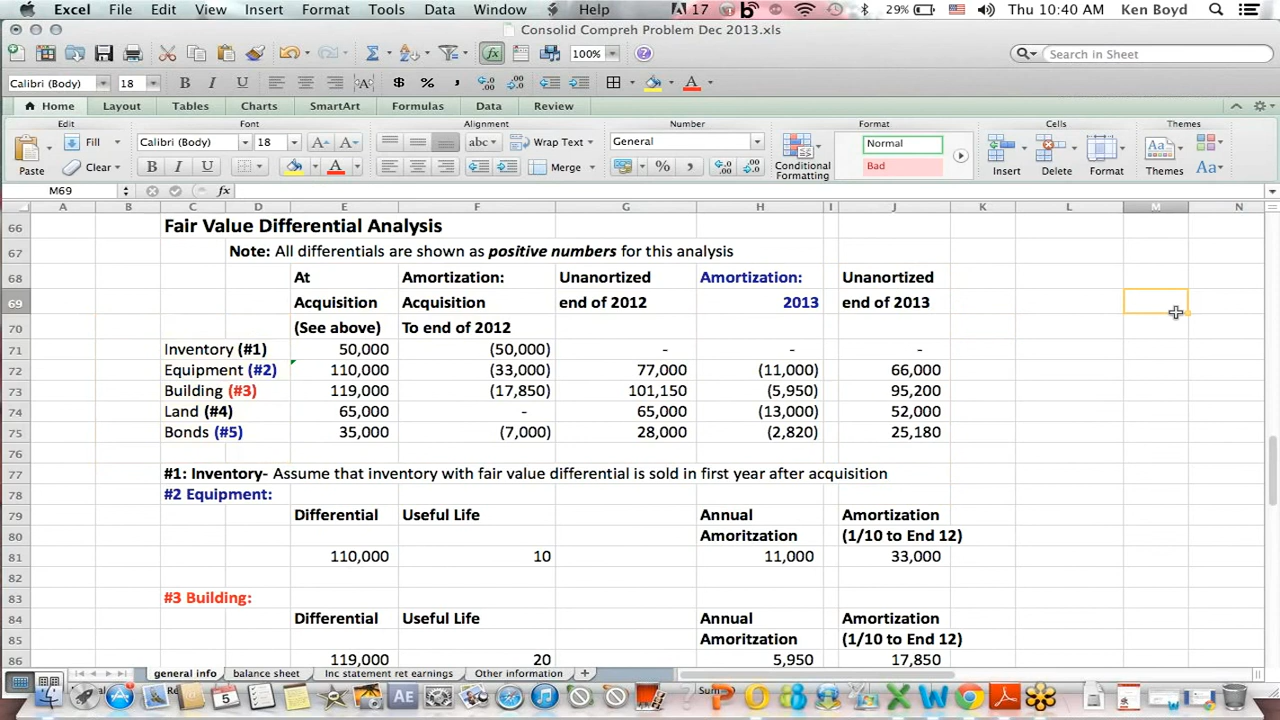 Excel File Edit View Insert Format Tools Data Window Help 17 29% Thu 10:40 AM Ken Boyd
Consolid Compreh Problem Dec 2013.xls
100% Search in Sheet
Calibri (Body) 18 B I U $ %
Home Layout Tables Charts SmartArt Formulas Data Review
Edit Font Alignment Number Format Cells Themes
Fill Calibri (Body) 18 abc Wrap Text General Normal
Paste Clear B I U Merge % Conditional Formatting Bad Insert Delete Format Themes Aa
M69 fx
A B C D E F G H I J K L M N
66 Fair Value Differential Analysis
67 Note: All differentials are shown as positive numbers for this analysis
68 At Amortization: Unanortized Amortization: Unanortized
69 Acquisition Acquisition end of 2012 2013 end of 2013
70 (See above) To end of 2012
71 Inventory (#1) 50,000 (50,000) - - -
72 Equipment (#2) 110,000 (33,000) 77,000 (11,000) 66,000
73 Building (#3) 119,000 (17,850) 101,150 (5,950) 95,200
74 Land (#4) 65,000 - 65,000 (13,000) 52,000
75 Bonds (#5) 35,000 (7,000) 28,000 (2,820) 25,180
76
77 #1: Inventory- Assume that inventory with fair value differential is sold in first year after acquisition
78 #2 Equipment:
79 Differential Useful Life Annual Amortization
80 Amoritzation (1/10 to End 12)
81 110,000 10 11,000 33,000
82
83 #3 Building:
84 Differential Useful Life Annual Amortization
85 Amoritzation (1/10 to End 12)
86 119,000 20 5,950 17,850
general info balance sheet Inc statement ret earnings Other information +